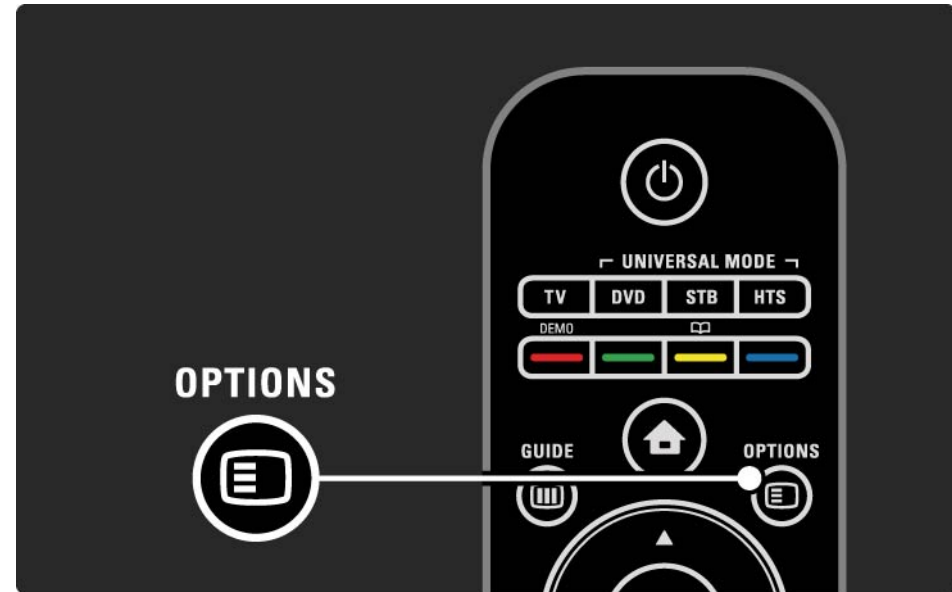 UNIVERSAL MODE
TV DVD STB HTS
DEMO
OPTIONS
GUIDE OPTIONS